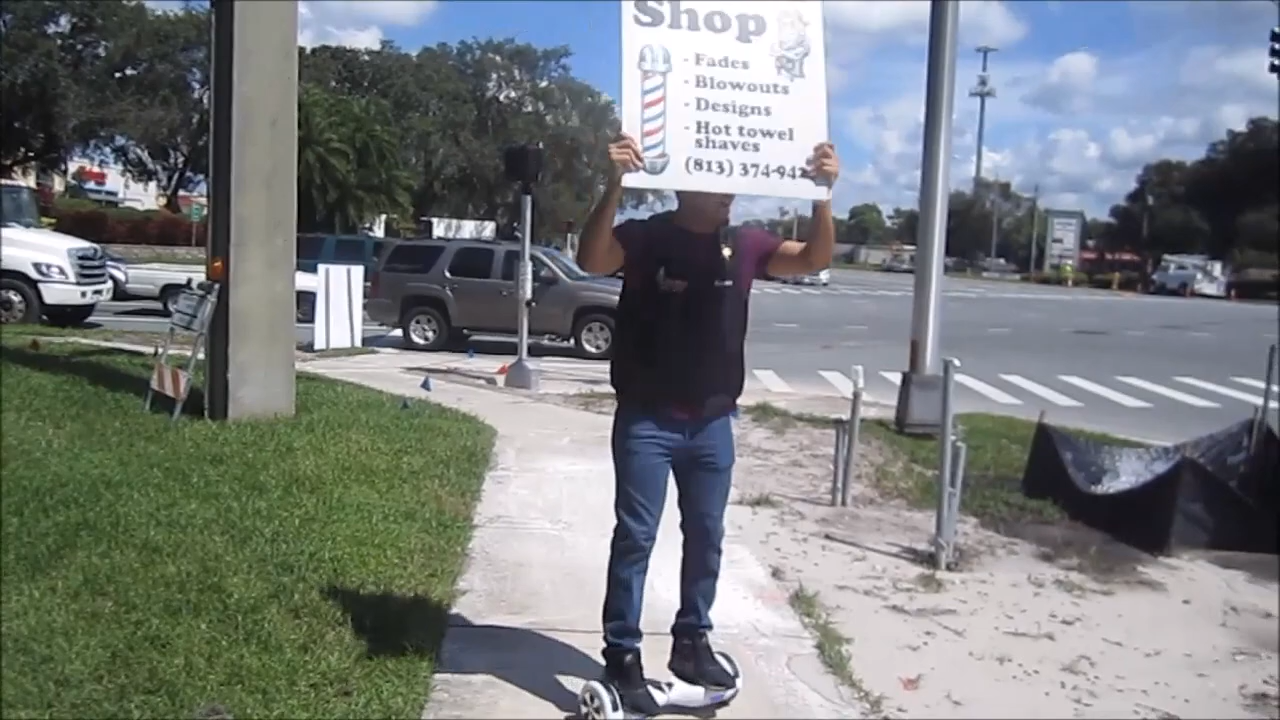 Shop
- Fades
- Blowouts
- Designs
- Hot towel
shaves
(813) 374-942